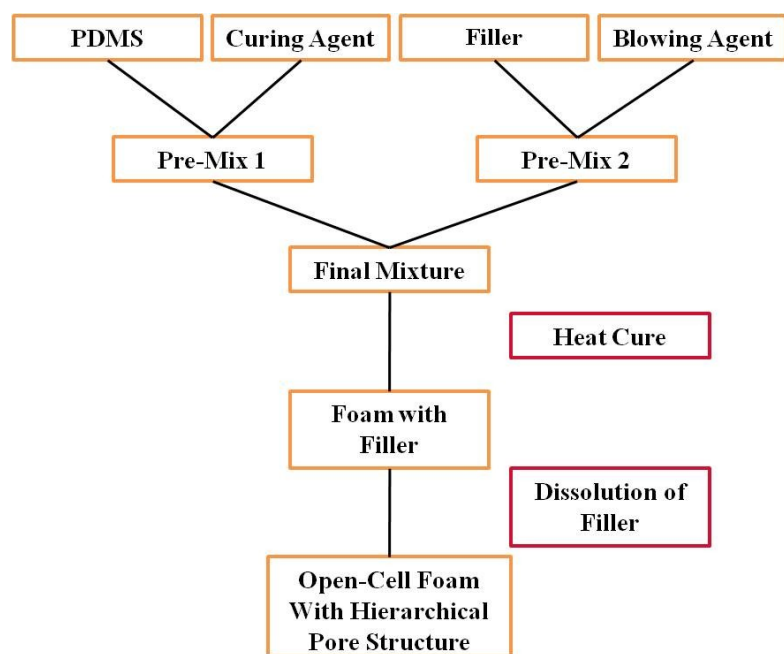 PDMS
Curing Agent
Filler
Blowing Agent
Pre-Mix 1
Pre-Mix 2
Final Mixture
Heat Cure
Foam with
Filler
Dissolution of
Filler
Open-Cell Foam
With Hierarchical
Pore Structure